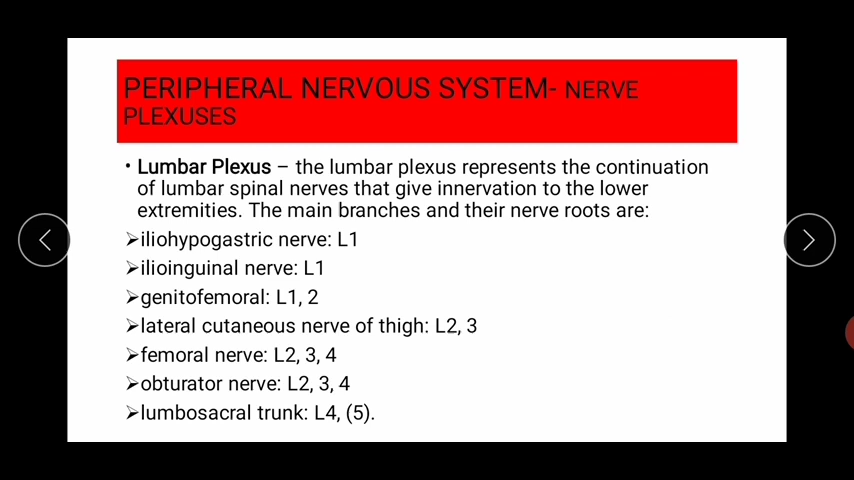 PERIPHERAL NERVOUS SYSTEM- NERVE
PLEXUSES
• Lumbar Plexus – the lumbar plexus represents the continuation
of lumbar spinal nerves that give innervation to the lower
extremities. The main branches and their nerve roots are:
➢iliohypogastric nerve: L1
➢ilioinguinal nerve: L1
➢genitofemoral: L1, 2
➢lateral cutaneous nerve of thigh: L2, 3
➢femoral nerve: L2, 3, 4
➢obturator nerve: L2, 3, 4
➢lumbosacral trunk: L4, (5).